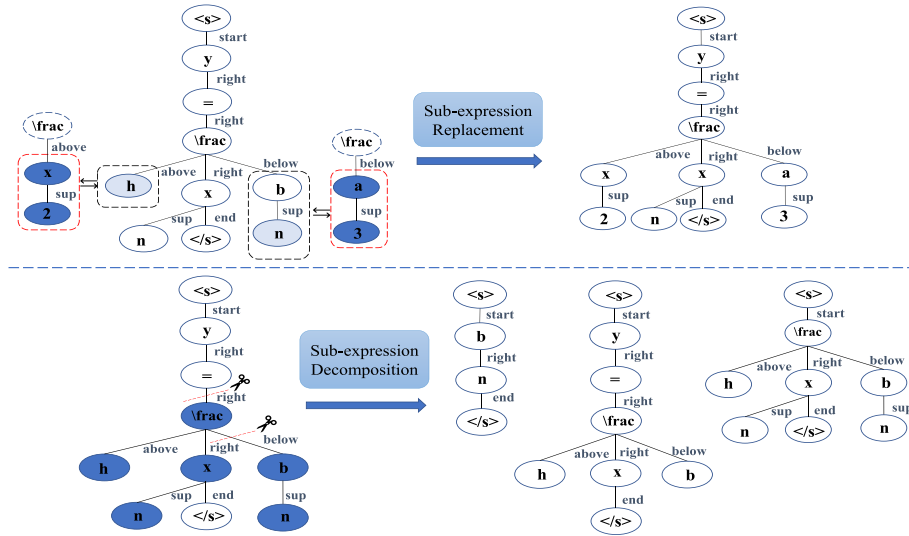 <s>
start
y
right
=
right
\frac
above
right
below
h
x
b
sup
end
sup
n
</s>
n
\frac
above
x
sup
2
\frac
below
a
sup
3
Sub-expression
Replacement
<s>
start
y
right
=
right
\frac
above
right
below
x
x
a
sup
sup
end
sup
2
n
</s>
3
<s>
start
y
right
=
right
\frac
above
right
below
h
x
b
sup
end
sup
n
</s>
n
Sub-expression
Decomposition
<s>
start
b
right
n
end
</s>
<s>
start
y
right
=
right
\frac
above
right
below
h
x
b
end
</s>
<s>
start
\frac
above
right
below
h
x
b
sup
end
sup
n
</s>
n